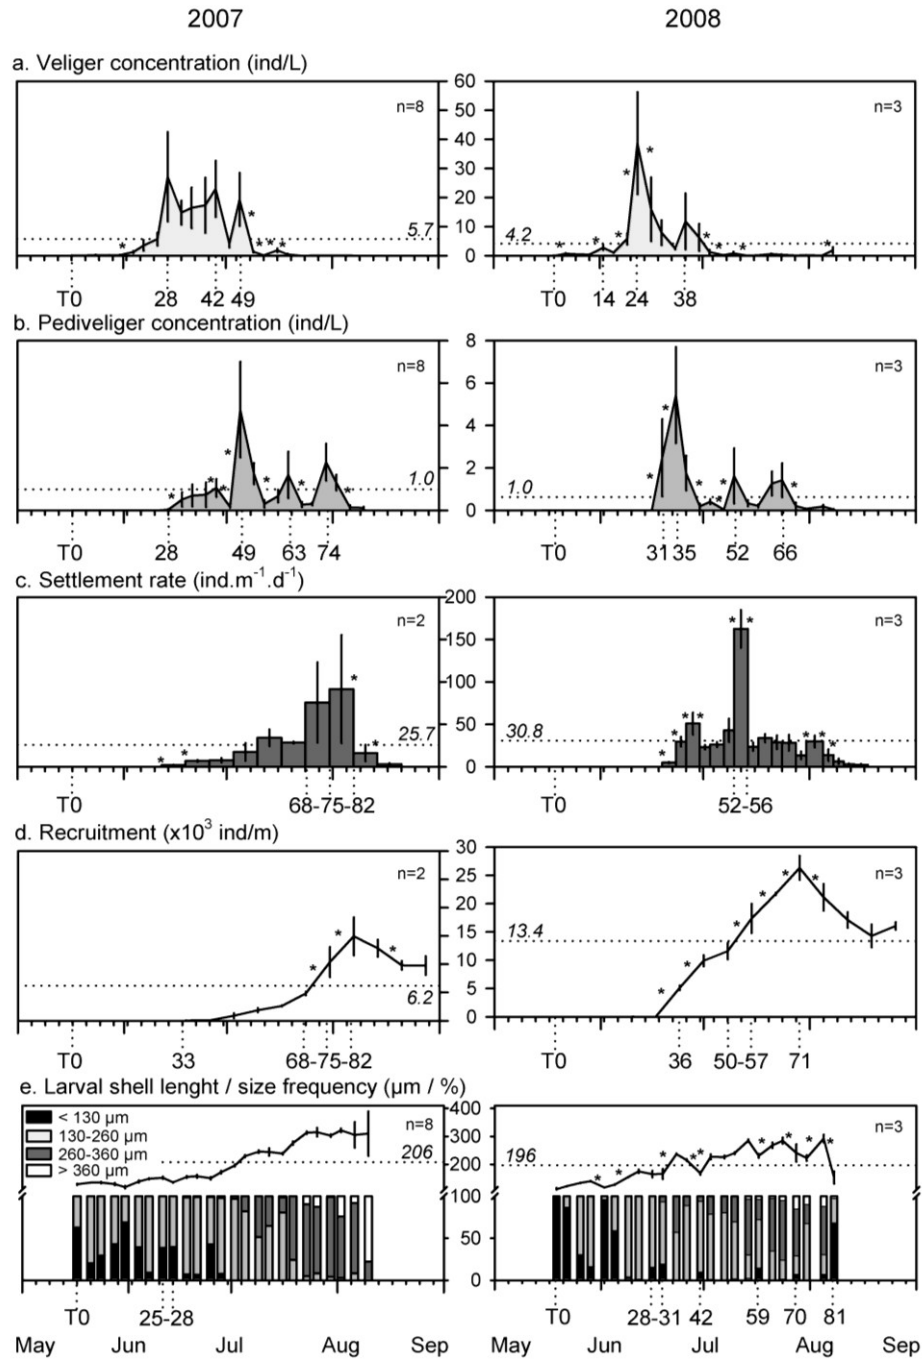 2007 2008
a. Veliger concentration (ind/L)
n=8 60 n=3
50
40
30
20
5.7 10 4.2
0
T0 28 42 49 T0 14 24 38
b. Pediveliger concentration (ind/L)
n=8 8 n=3
6
4
2
1.0 1.0
0
T0 28 49 63 74 T0 31 35 52 66
c. Settlement rate (ind.m⁻¹.d⁻¹)
n=2 200 n=3
150
100
50
25.7 30.8
0
T0 68-75-82 T0 52-56
d. Recruitment (x10³ ind/m)
n=2 30 n=3
25
20
15
13.4
10
6.2 5
0
T0 33 68-75-82 T0 36 50-57 71
e. Larval shell lenght / size frequency (µm / %)
< 130 µm n=8 400 n=3
130-260 µm 300
260-360 µm 206 196
> 360 µm 200
100
50
0
T0 25-28 T0 28-31 42 59 70 81
May Jun Jul Aug Sep May Jun Jul Aug Sep